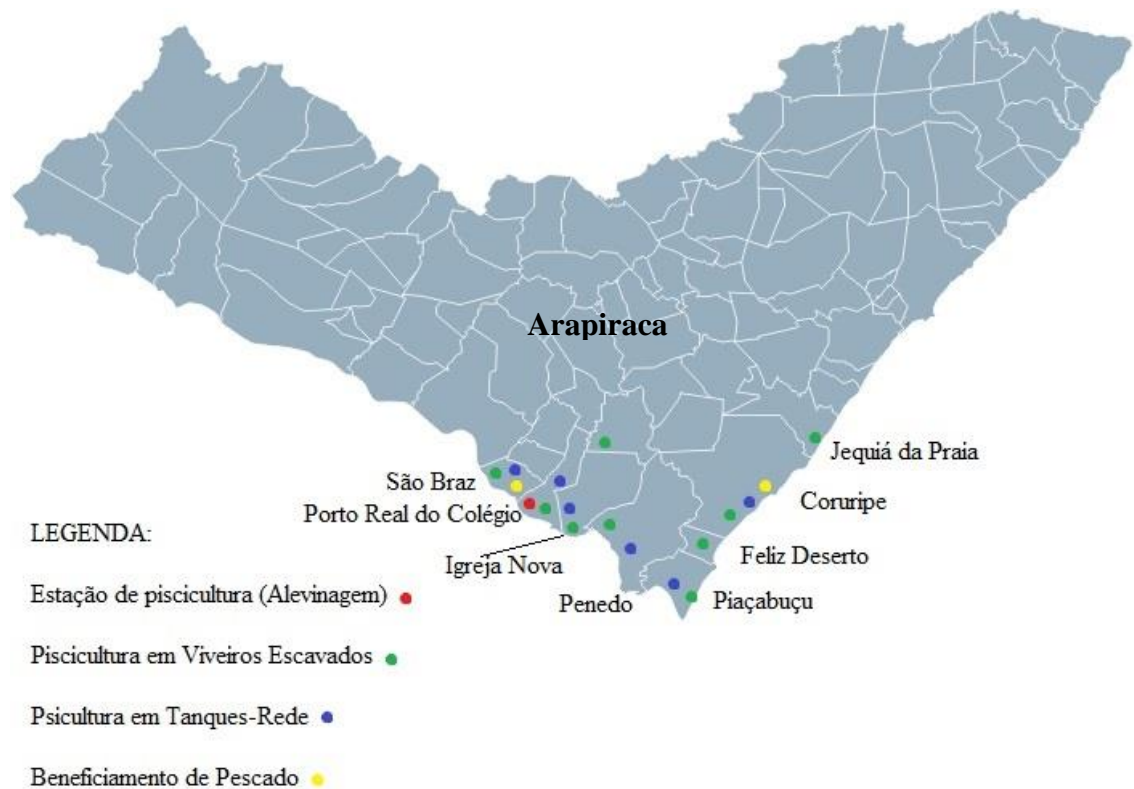 Arapiraca
Jequiá da Praia
São Braz
Coruripe
Porto Real do Colégio
LEGENDA:
Feliz Deserto
Igreja Nova
Estação de piscicultura (Alevinagem)
Penedo
Piaçabuçu
Piscicultura em Viveiros Escavados
Psicultura em Tanques-Rede
Beneficiamento de Pescado